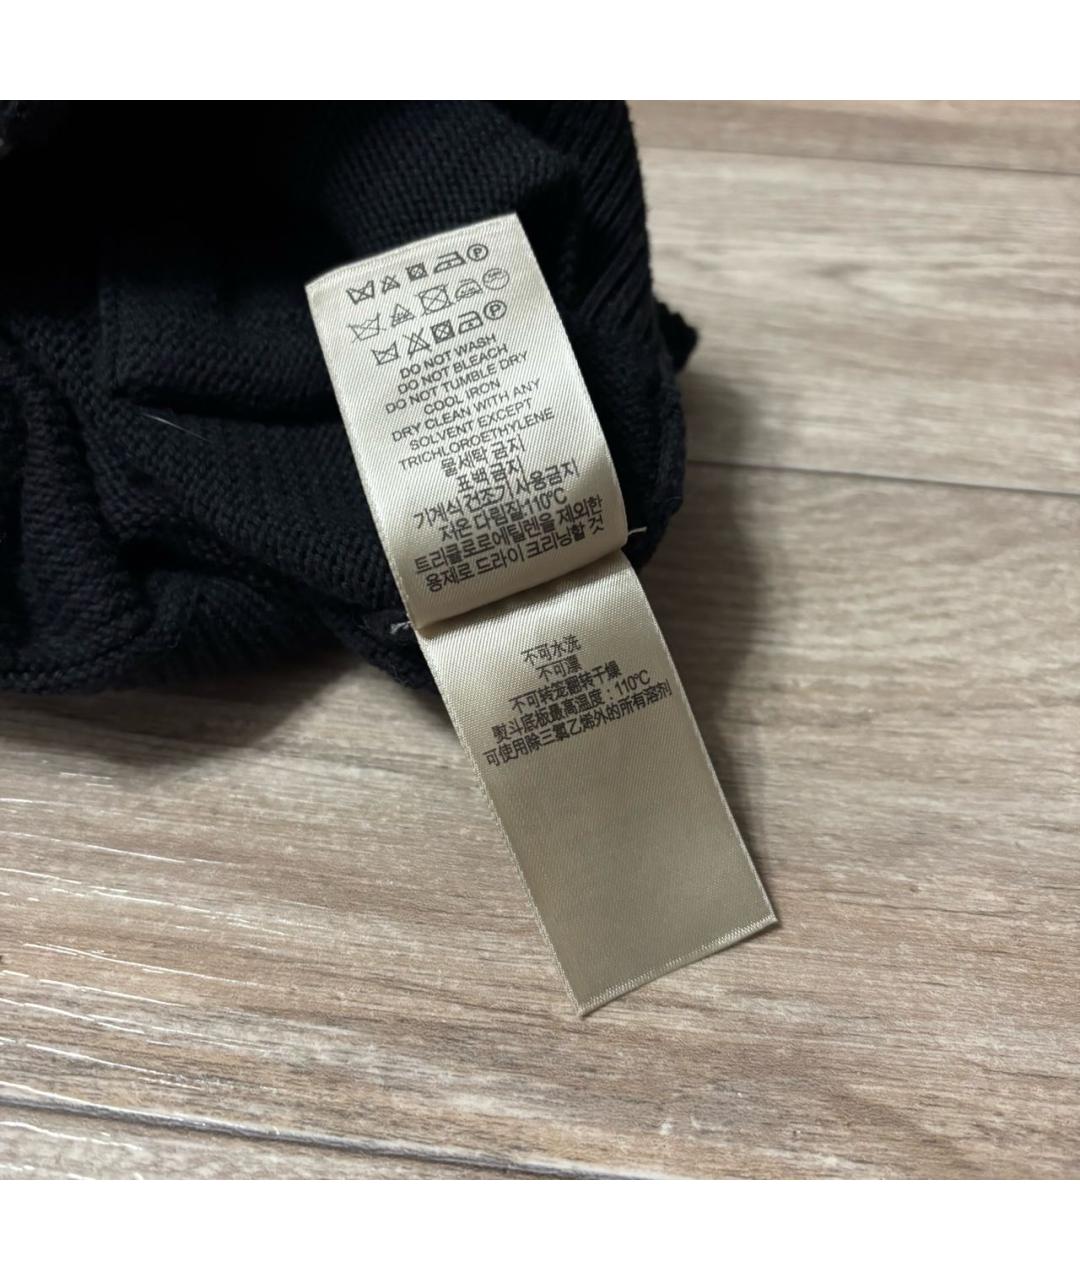 DO NOT WASH
DO NOT BLEACH
DO NOT TUMBLE DRY
COOL IRON
DRY CLEAN WITH ANY
SOLVENT EXCEPT
TRICHLOROETHYLENE
물세탁 금지
표백 금지
기계식 건조기 사용금지
저온 다림질:110°C
트리클로로에틸렌을 제외한
용제로 드라이 크리닝할 것
不可水洗
不可漂
不可转笼翻转干燥
熨斗底板最高温度：110°C
可使用除三氯乙烯外的所有溶剂